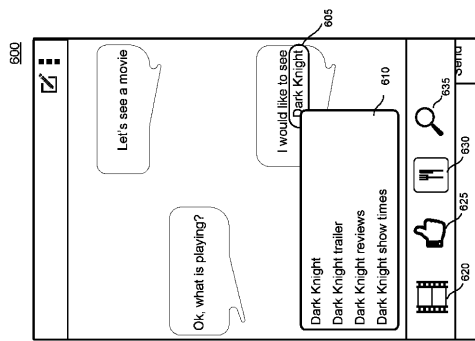 600
Let's see a movie
Ok, what is playing?
I would like to see
Dark Knight
605
Dark Knight
Dark Knight trailer
Dark Knight reviews
Dark Knight show times
610
620
625
630
635
Send